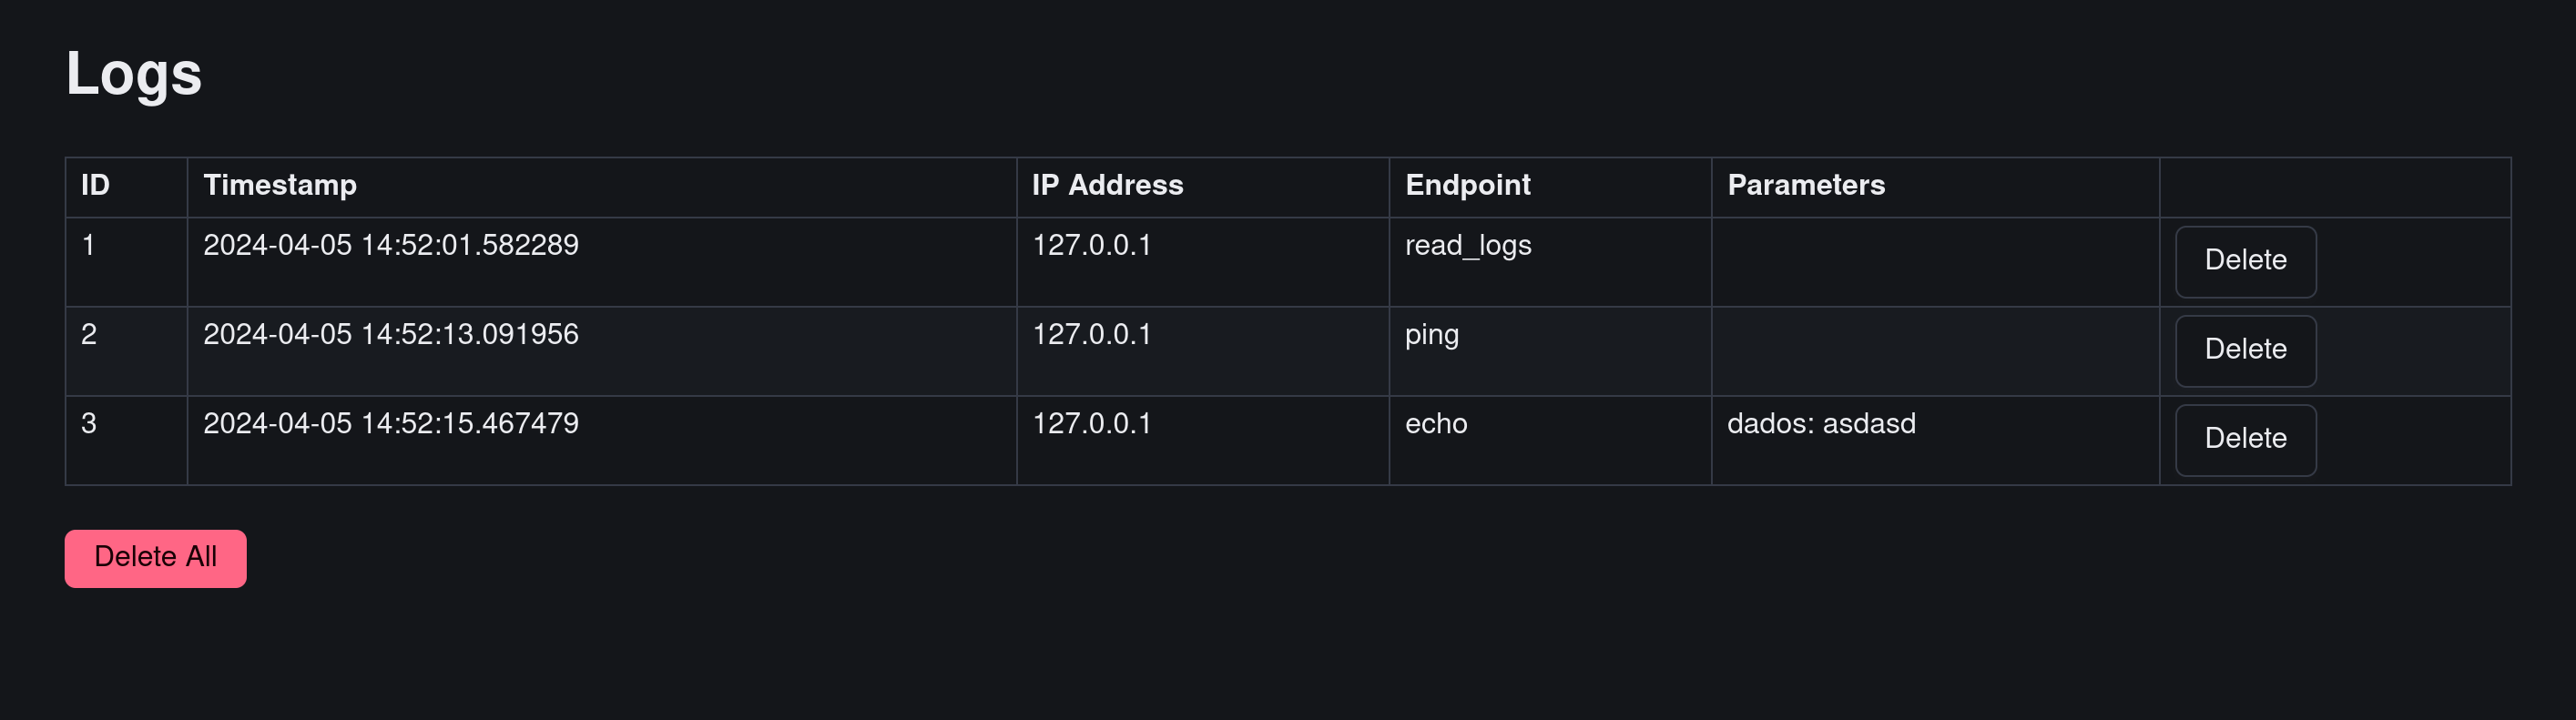 Logs
ID Timestamp IP Address Endpoint Parameters
1 2024-04-05 14:52:01.582289 127.0.0.1 read_logs Delete
2 2024-04-05 14:52:13.091956 127.0.0.1 ping Delete
3 2024-04-05 14:52:15.467479 127.0.0.1 echo dados: asdasd Delete
Delete All